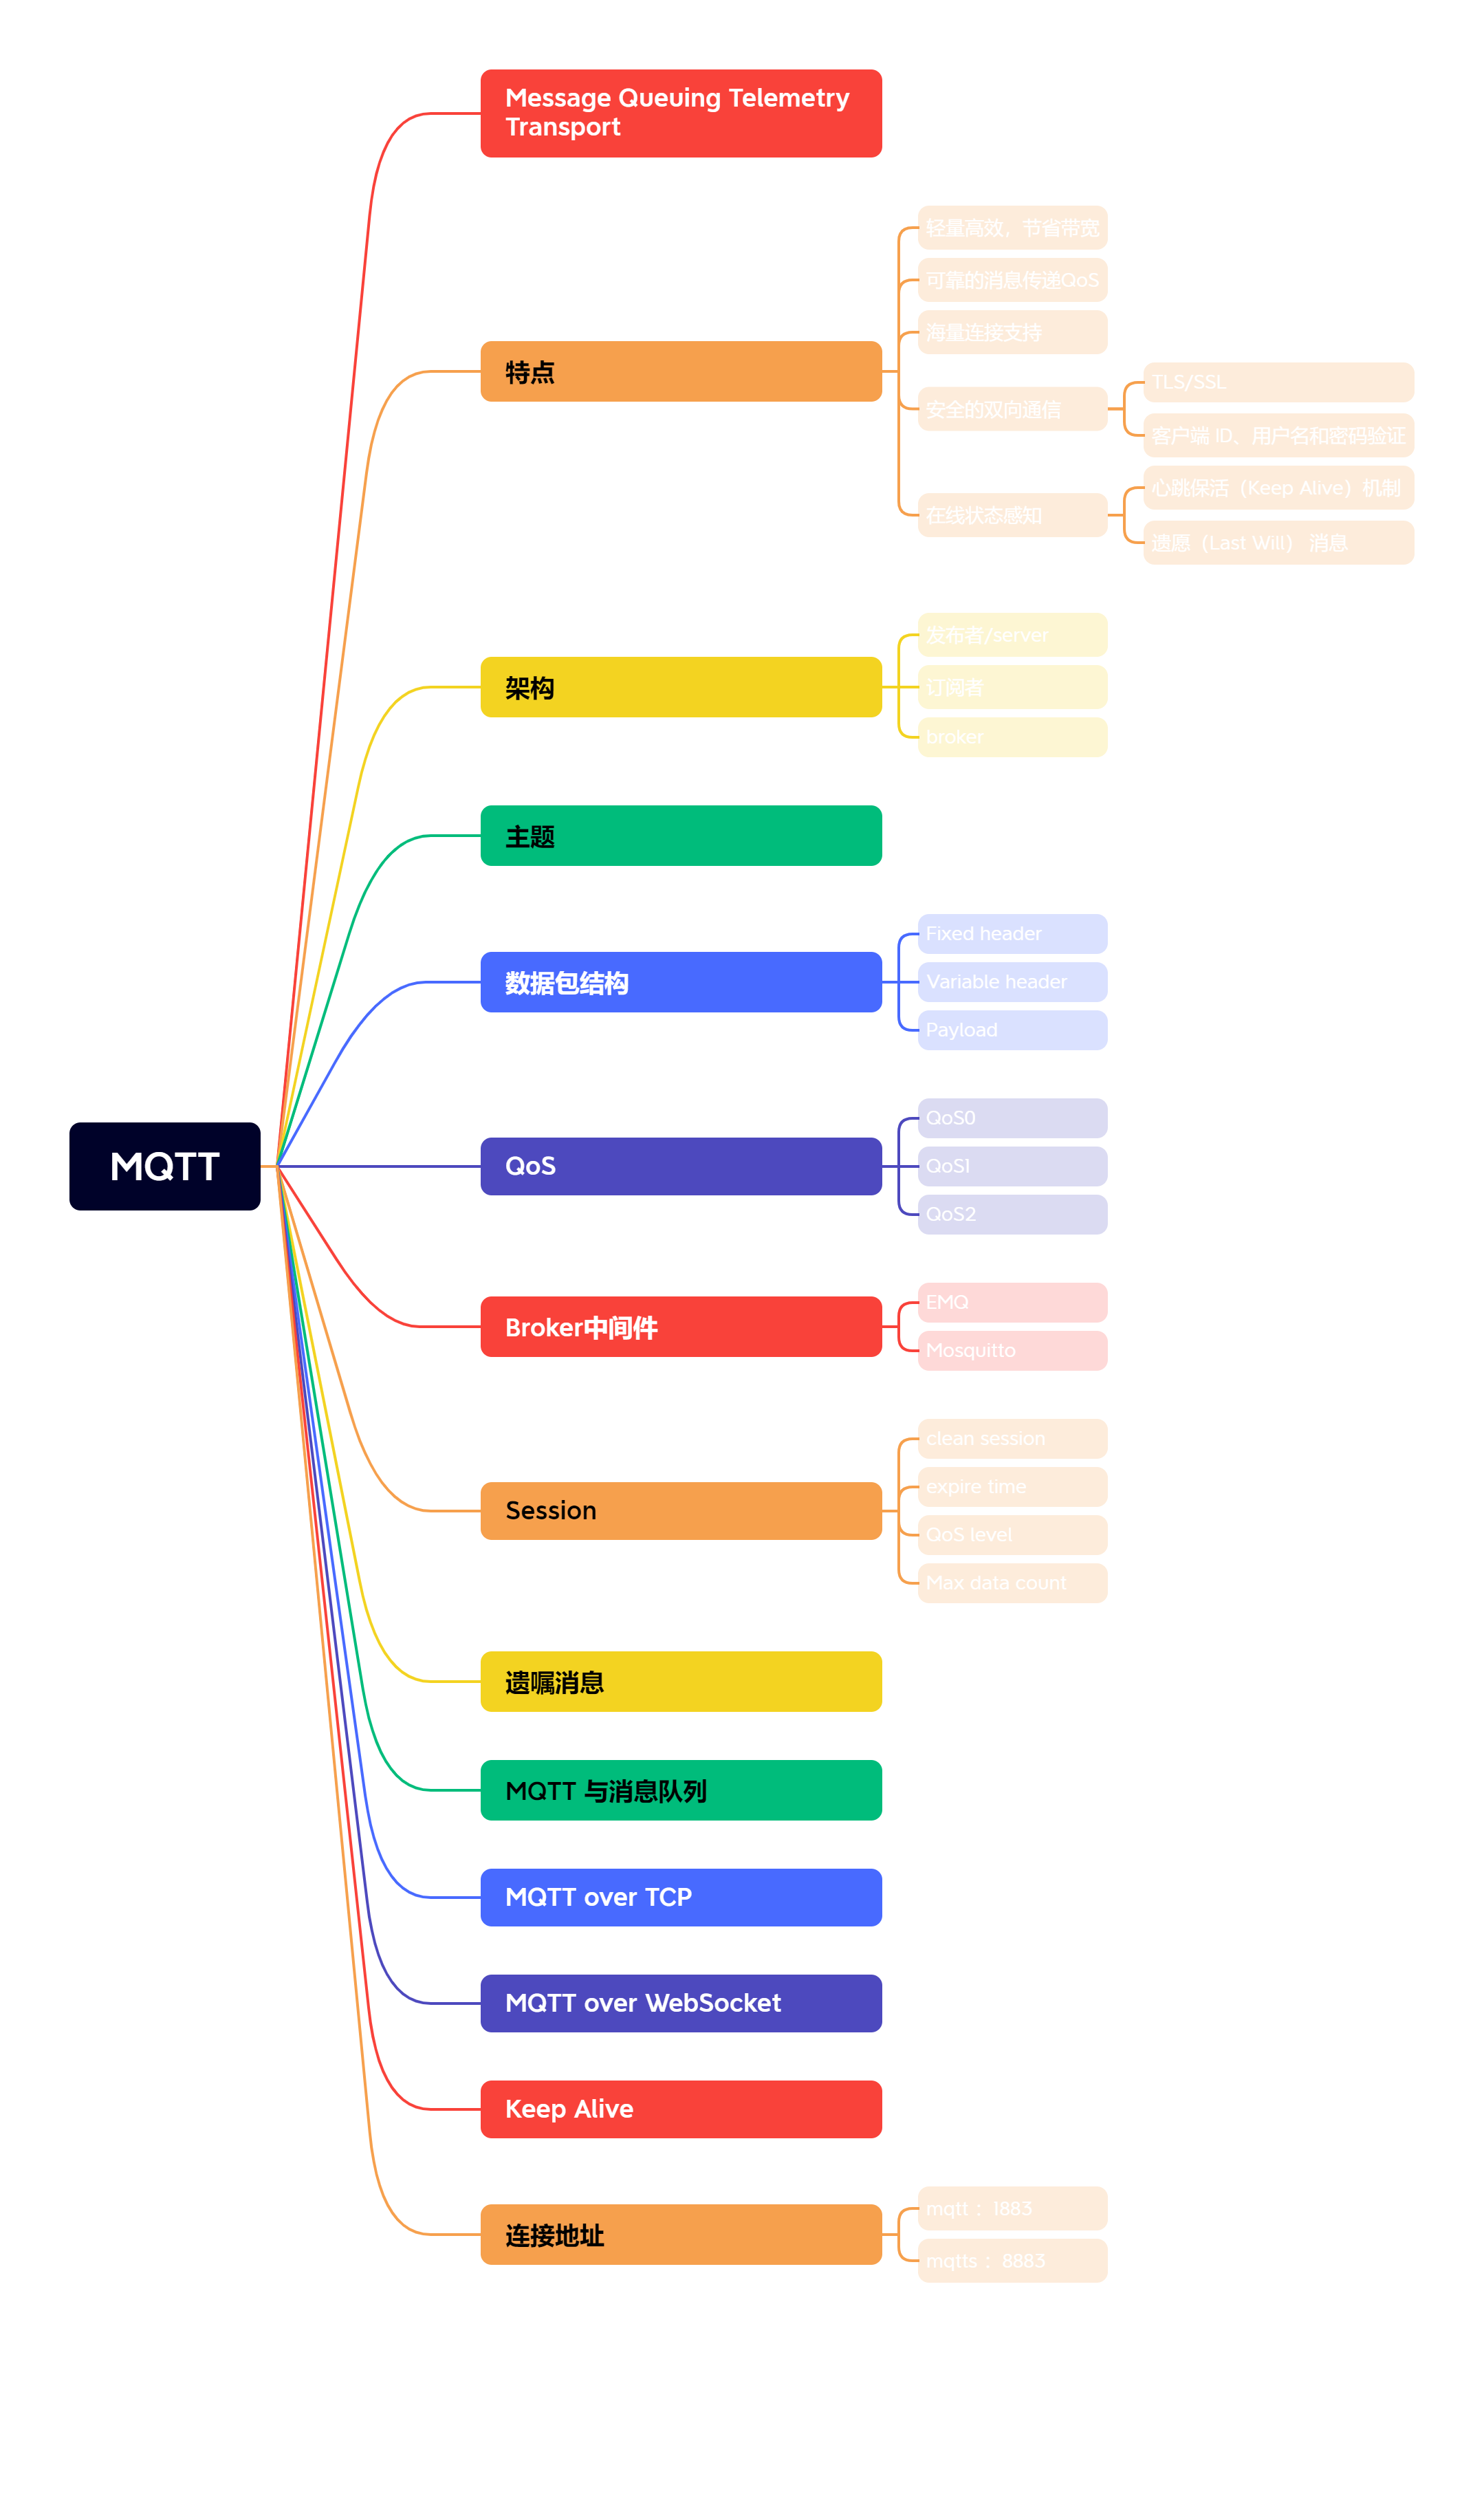 Message Queuing Telemetry
Transport
轻量高效，节省带宽
可靠的消息传递QoS
海量连接支持
特点
TLS/SSL
安全的双向通信
客户端 ID、用户名和密码验证
心跳保活（Keep Alive）机制
在线状态感知
遗愿（Last Will） 消息
发布者/server
架构
订阅者
broker
主题
Fixed header
数据包结构
Variable header
Payload
QoS0
MQTT
QoS
QoS1
QoS2
EMQ
Broker中间件
Mosquitto
clean session
expire time
Session
QoS level
Max data count
遗嘱消息
MQTT 与消息队列
MQTT over TCP
MQTT over WebSocket
Keep Alive
mqtt ：1883
连接地址
mqtts ：8883